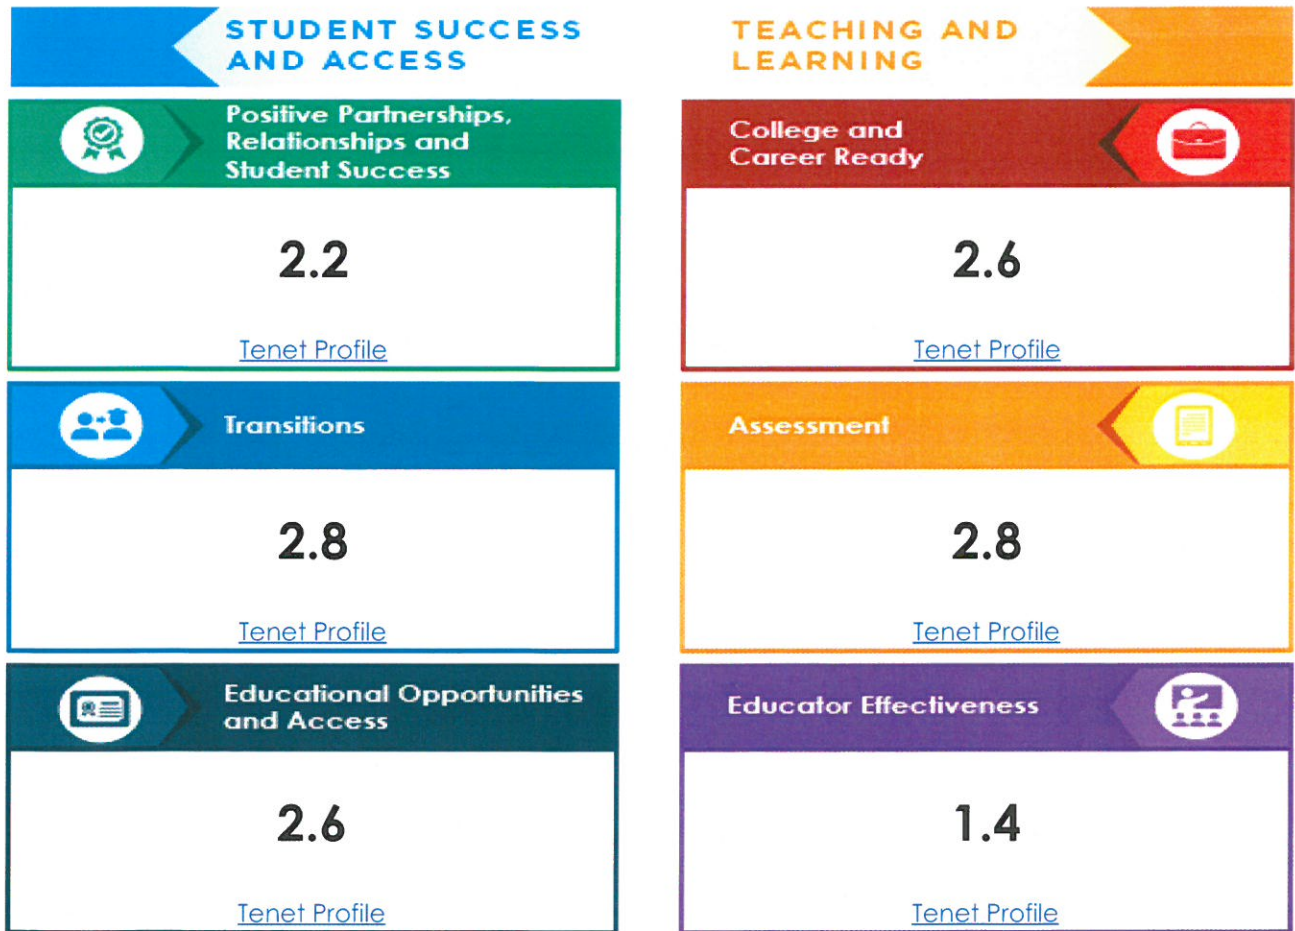 STUDENT SUCCESS
AND ACCESS
Positive Partnerships,
Relationships and
Student Success
2.2
Tenet Profile
Transitions
2.8
Tenet Profile
Educational Opportunities
and Access
2.6
Tenet Profile
TEACHING AND
LEARNING
College and
Career Ready
2.6
Tenet Profile
Assessment
2.8
Tenet Profile
Educator Effectiveness
1.4
Tenet Profile